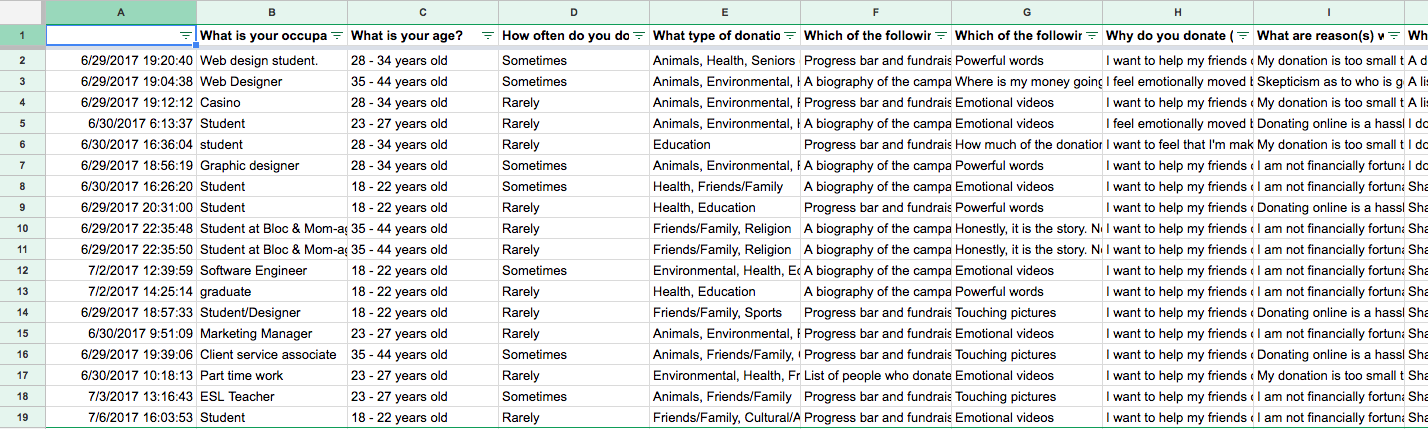 A B C D E F G H I
1 What is your occupa What is your age? How often do you do What type of donatio Which of the followir Which of the followir Why do you donate ( What are reason(s) w Wh
2 6/29/2017 19:20:40 Web design student. 28 - 34 years old Sometimes Animals, Health, Seniors Progress bar and fundrais Powerful words I want to help my friends My donation is too small t A d
3 6/29/2017 19:04:38 Web Designer 35 - 44 years old Sometimes Animals, Environmental, A biography of the campa Where is my money going I feel emotionally moved Skepticism as to who is g A li
4 6/29/2017 19:12:12 Casino 28 - 34 years old Rarely Animals, Environmental, Progress bar and fundrais Emotional videos I want to help my friends My donation is too small t A lis
5 6/30/2017 6:13:37 Student 23 - 27 years old Rarely Animals, Environmental, A biography of the campa Emotional videos I feel emotionally moved Donating online is a hassl I do
6 6/30/2017 16:36:04 student 28 - 34 years old Rarely Education Progress bar and fundrais How much of the donation I want to feel that I'm mak My donation is too small t I do
7 6/29/2017 18:56:19 Graphic designer 28 - 34 years old Sometimes Animals, Environmental, A biography of the campa Powerful words I want to help my friends I am not financially fortuna I do
8 6/30/2017 16:26:20 Student 18 - 22 years old Sometimes Health, Friends/Family A biography of the campa Emotional videos I want to help my friends I am not financially fortuna Sha
9 6/29/2017 20:31:00 Student 18 - 22 years old Rarely Health, Education Progress bar and fundrais Powerful words I want to help my friends Donating online is a hassl Sha
10 6/29/2017 22:35:48 Student at Bloc & Mom-ag 35 - 44 years old Rarely Friends/Family, Religion A biography of the campa Honestly, it is the story. No I want to help my friends I am not financially fortuna Sha
11 6/29/2017 22:35:50 Student at Bloc & Mom-ag 35 - 44 years old Rarely Friends/Family, Religion A biography of the campa Honestly, it is the story. No I want to help my friends I am not financially fortuna Sha
12 7/2/2017 12:39:59 Software Engineer 18 - 22 years old Sometimes Environmental, Health, Ed A biography of the campa Emotional videos I want to help my friends I am not financially fortuna Sha
13 7/2/2017 14:25:14 graduate 18 - 22 years old Rarely Health, Education A biography of the campa Powerful words I want to help my friends I am not financially fortuna Sha
14 6/29/2017 18:57:33 Student/Designer 18 - 22 years old Rarely Friends/Family, Sports Progress bar and fundrais Touching pictures I want to help my friends Donating online is a hassl Sha
15 6/30/2017 9:51:09 Marketing Manager 23 - 27 years old Rarely Animals, Environmental, Progress bar and fundrais Emotional videos I want to help my friends I am not financially fortuna Sha
16 6/29/2017 19:39:06 Client service associate 35 - 44 years old Sometimes Animals, Friends/Family, Progress bar and fundrais Touching pictures I want to help my friends Donating online is a hassl Sha
17 6/30/2017 10:18:13 Part time work 23 - 27 years old Rarely Environmental, Health, Fr List of people who donate Emotional videos I want to help my friends My donation is too small t Sha
18 7/3/2017 13:16:43 ESL Teacher 23 - 27 years old Sometimes Animals, Friends/Family Progress bar and fundrais Touching pictures I want to help my friends I am not financially fortuna Sha
19 7/6/2017 16:03:53 Student 18 - 22 years old Rarely Friends/Family, Cultural/A Progress bar and fundrais Emotional videos I want to help my friends I am not financially fortuna Sha